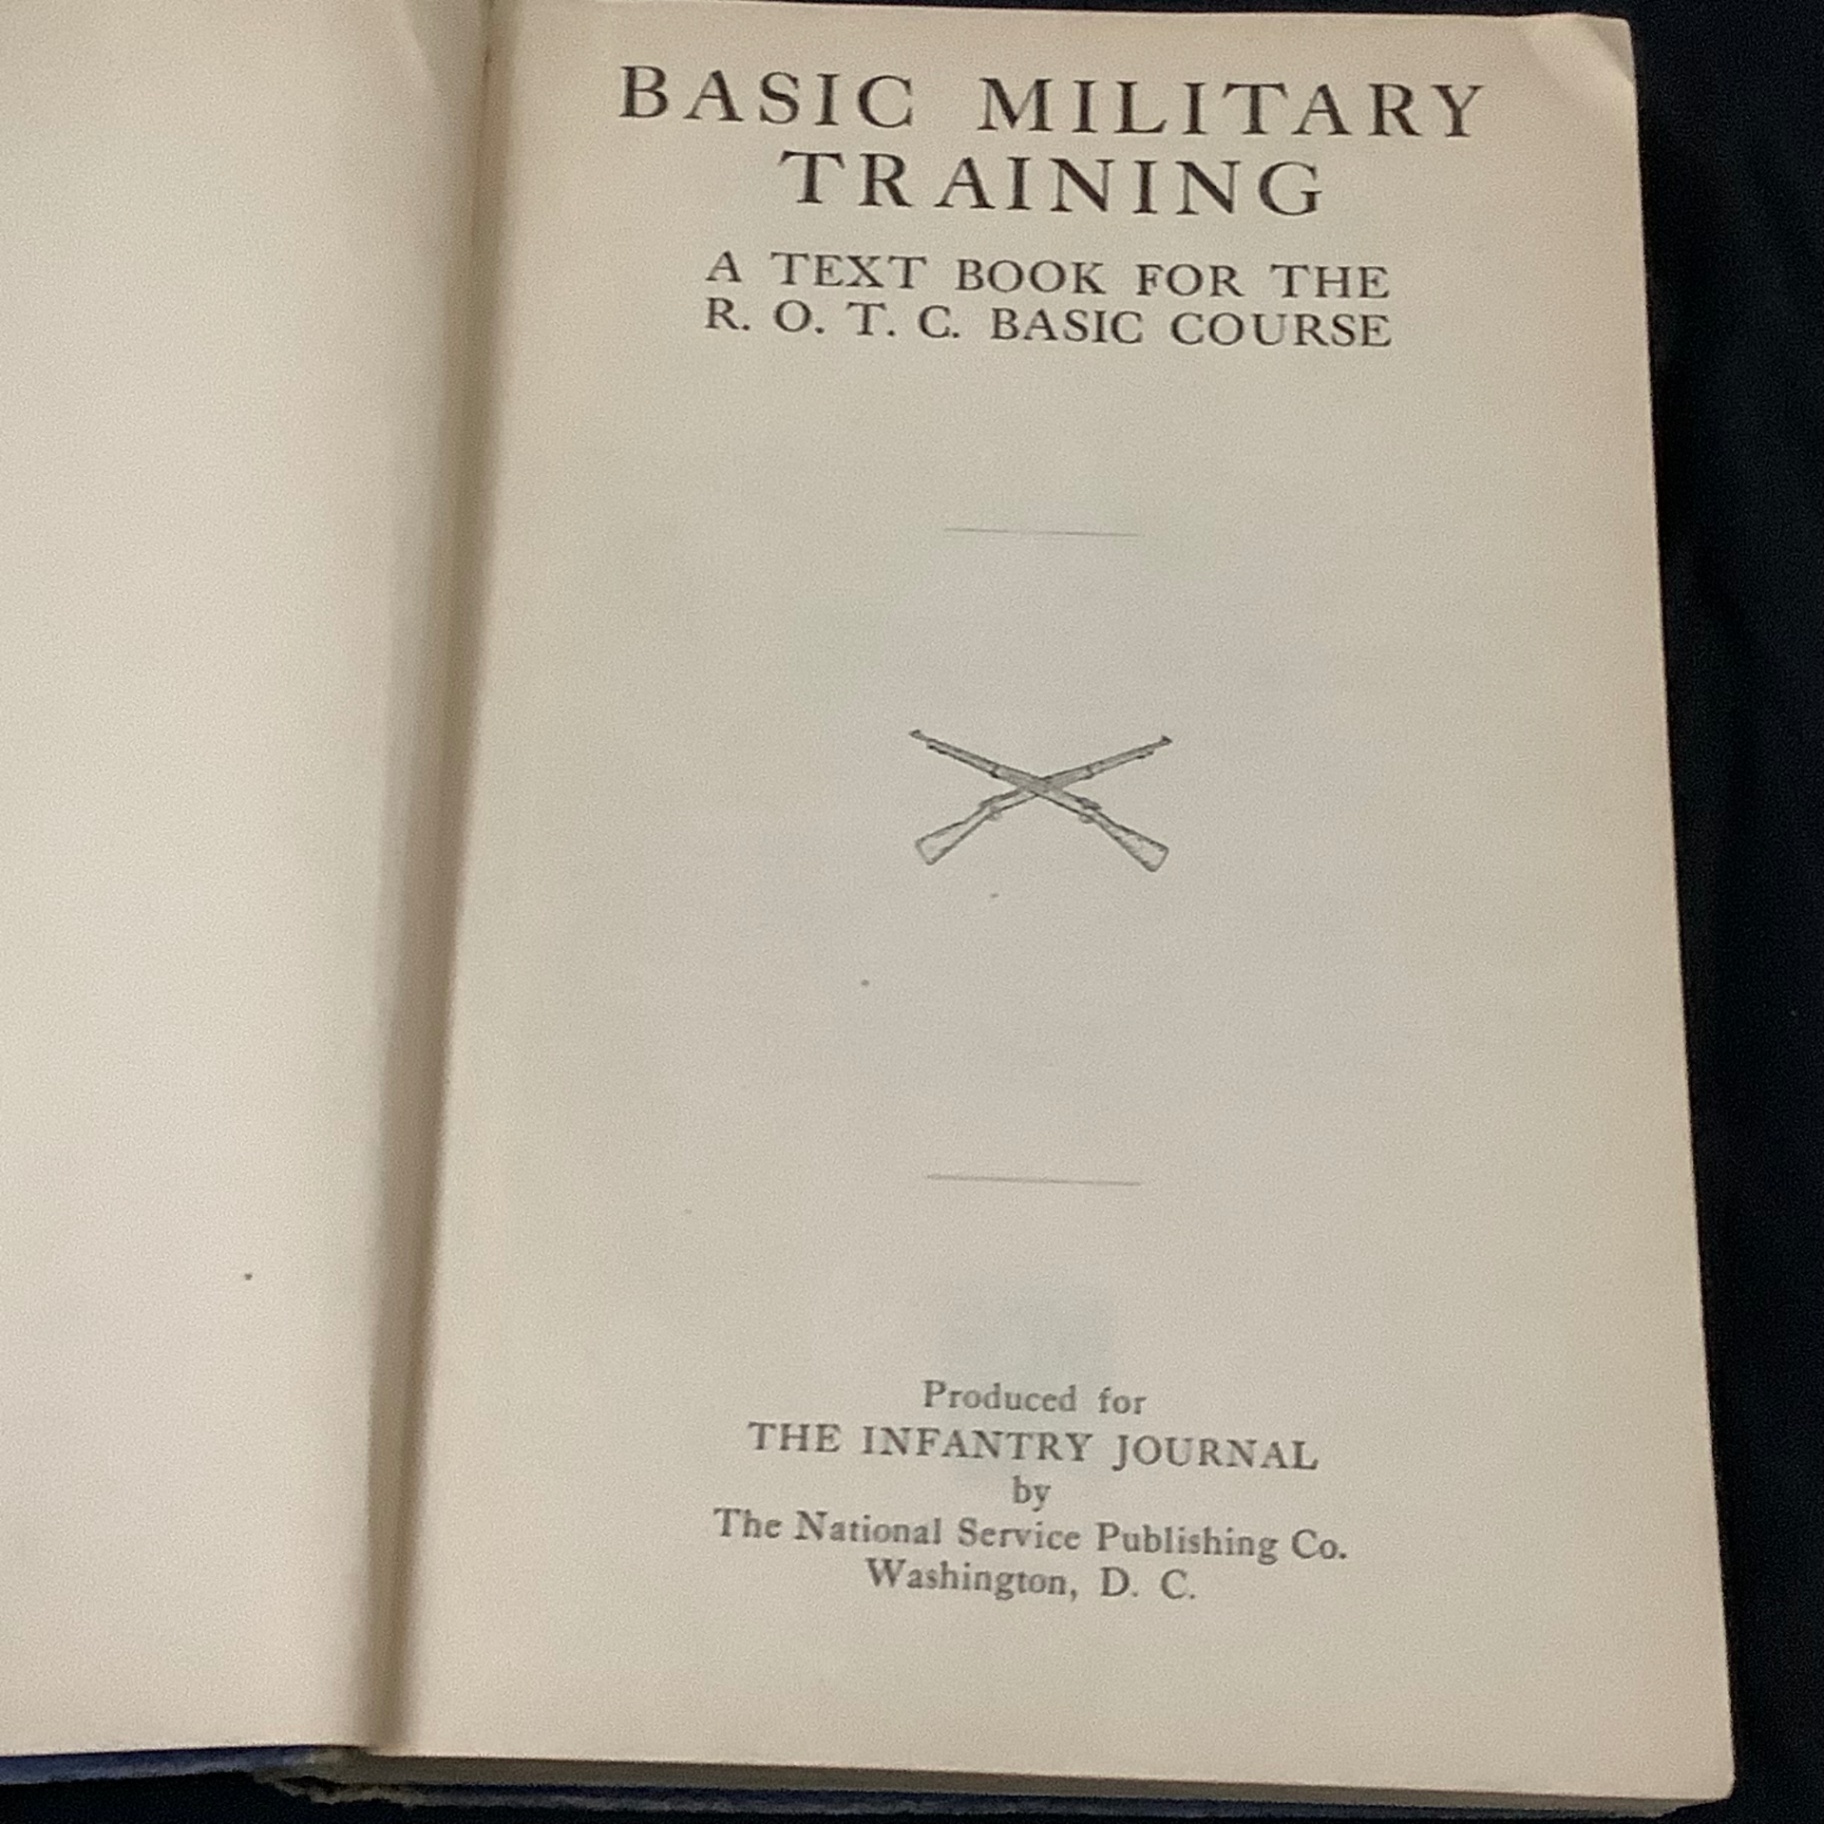 BASIC MILITARY
TRAINING
A TEXT BOOK FOR THE
R. O. T. C. BASIC COURSE
Produced for
THE INFANTRY JOURNAL
by
The National Service Publishing Co.
Washington, D. C.